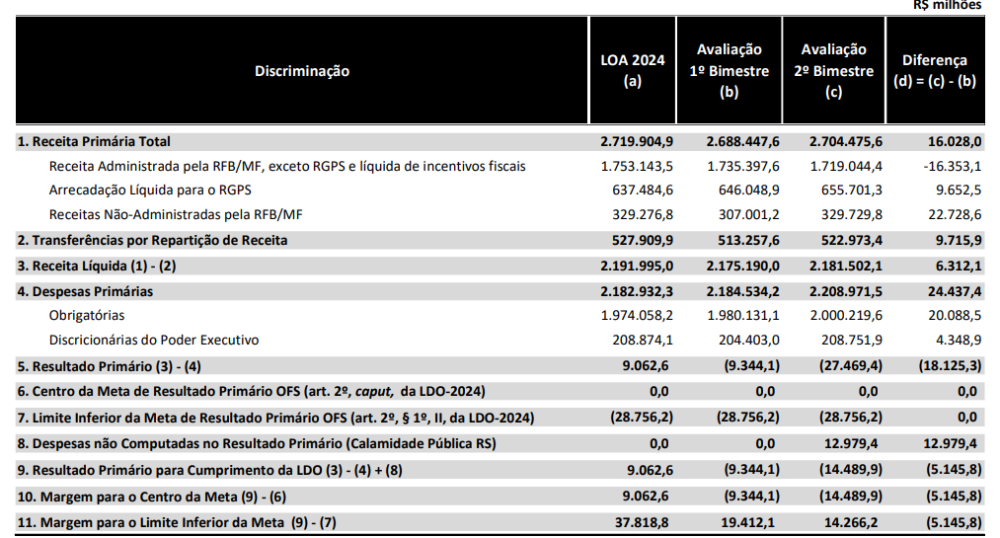 R$ milhões
Discriminação LOA 2024 (a) Avaliação 1º Bimestre (b) Avaliação 2º Bimestre (c) Diferença (d) = (c) - (b)
1. Receita Primária Total 2.719.904,9 2.688.447,6 2.704.475,6 16.028,0
Receita Administrada pela RFB/MF, exceto RGPS e líquida de incentivos fiscais 1.753.143,5 1.735.397,6 1.719.044,4 -16.353,1
Arrecadação Líquida para o RGPS 637.484,6 646.048,9 655.701,3 9.652,5
Receitas Não-Administradas pela RFB/MF 329.276,8 307.001,2 329.729,8 22.728,6
2. Transferências por Repartição de Receita 527.909,9 513.257,6 522.973,4 9.715,9
3. Receita Líquida (1) - (2) 2.191.995,0 2.175.190,0 2.181.502,1 6.312,1
4. Despesas Primárias 2.182.932,3 2.184.534,2 2.208.971,5 24.437,4
Obrigatórias 1.974.058,2 1.980.131,1 2.000.219,6 20.088,5
Discricionárias do Poder Executivo 208.874,1 204.403,0 208.751,9 4.348,9
5. Resultado Primário (3) - (4) 9.062,6 (9.344,1) (27.469,4) (18.125,3)
6. Centro da Meta de Resultado Primário OFS (art. 2º, caput, da LDO-2024) 0,0 0,0 0,0 0,0
7. Limite Inferior da Meta de Resultado Primário OFS (art. 2º, § 1º, II, da LDO-2024) (28.756,2) (28.756,2) (28.756,2) 0,0
8. Despesas não Computadas no Resultado Primário (Calamidade Pública RS) 0,0 0,0 12.979,4 12.979,4
9. Resultado Primário para Cumprimento da LDO (3) - (4) + (8) 9.062,6 (9.344,1) (14.489,9) (5.145,8)
10. Margem para o Centro da Meta (9) - (6) 9.062,6 (9.344,1) (14.489,9) (5.145,8)
11. Margem para o Limite Inferior da Meta (9) - (7) 37.818,8 19.412,1 14.266,2 (5.145,8)